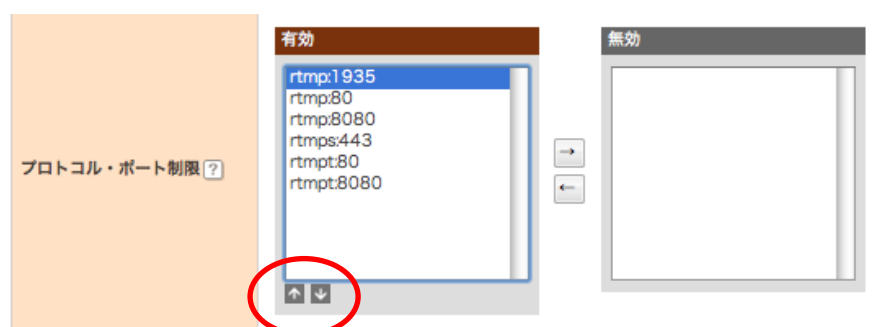 有効
無効
rtmp:1935
rtmp:80
rtmp:8080
rtmps:443
rtmpt:80
rtmpt:8080
プロトコル・ポート制限 ?
→
←
↑ ↓